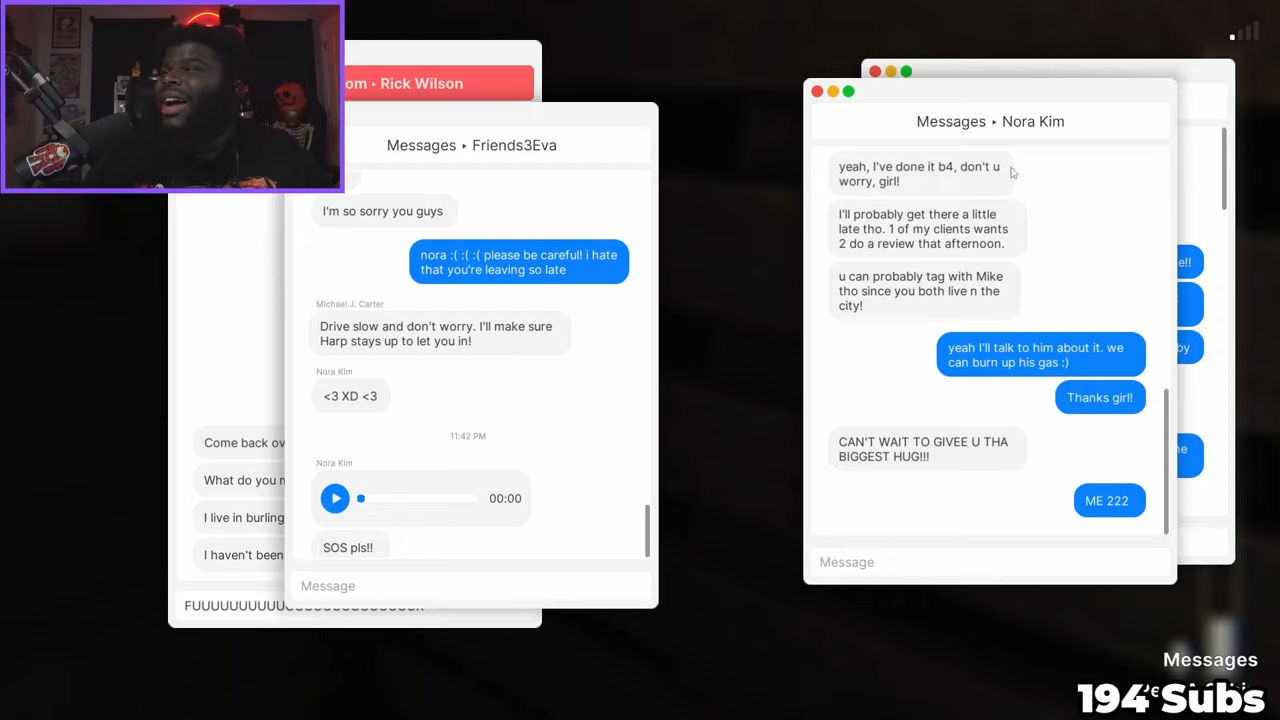 om ▸ Rick Wilson
Come back ov
What do you m
I live in burling
I haven't been
Messages ▸ Friends3Eva
I'm so sorry you guys
nora :( :( :( please be careful! i hate
that you're leaving so late
Michael J. Carter
Drive slow and don't worry. I'll make sure
Harp stays up to let you in!
Nora Kim
<3 XD <3
11:42 PM
Nora Kim
00:00
SOS pls!!
Message
Messages ▸ Nora Kim
yeah, I've done it b4, don't u
worry, girl!
I'll probably get there a little
late tho. 1 of my clients wants
2 do a review that afternoon.
u can probably tag with Mike
tho since you both live n the
city!
yeah I'll talk to him about it. we
can burn up his gas :)
Thanks girl!
CAN'T WAIT TO GIVEE U THA
BIGGEST HUG!!!
ME 222
Message
e!!
by
ne
Messages
194 Subs